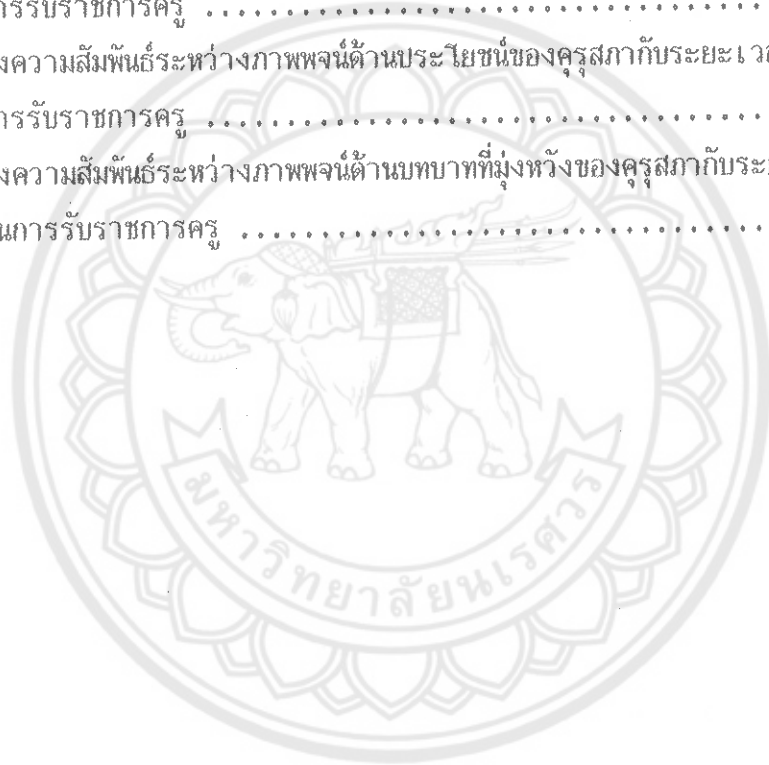 การรับราชการครู ........................................
งความสัมพันธ์ระหว่างภาพพจน์ด้านประโยชน์ของคุรุสภากับระยะเวล
ารรับราชการครู ........................................
งความสัมพันธ์ระหว่างภาพพจน์ด้านบทบาทที่มุ่งหวังของคุรุสภากับระย
นการรับราชการครู ........................................
มหาวิทยาลัยนเรศวร